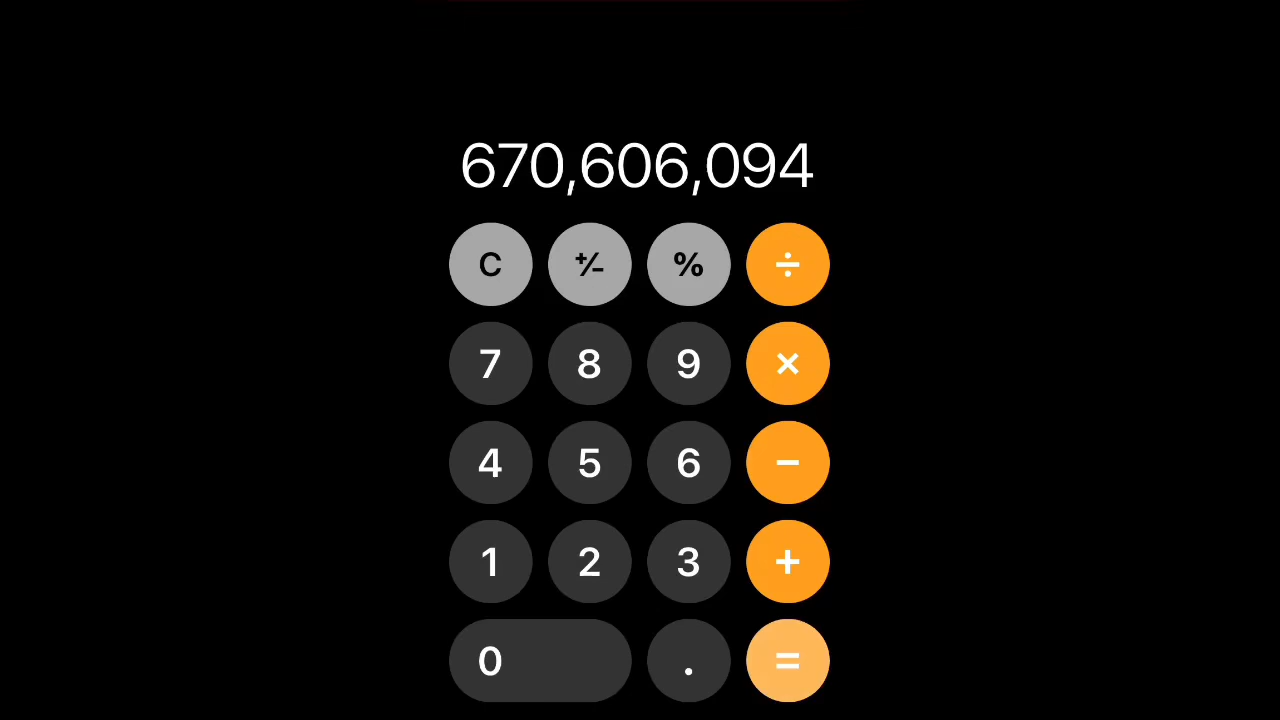 670,606,094
C ⁺∕₋ % ÷
7 8 9 ×
4 5 6 −
1 2 3 +
0 . =